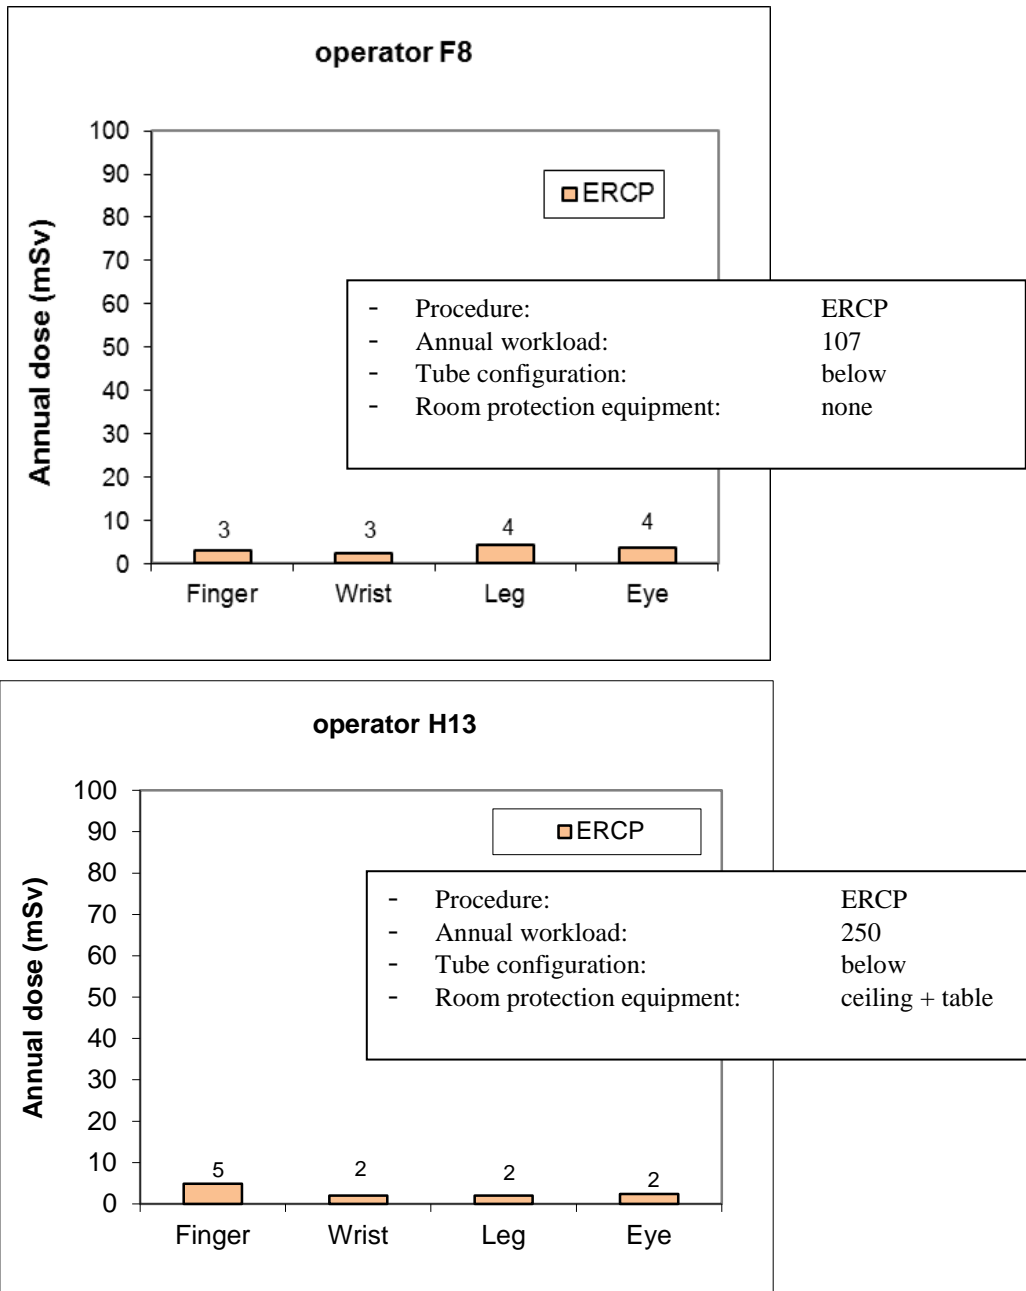 operator F8
100
90
80
70
60
50
40
30
20
10
0
Annual dose (mSv)
ERCP
- Procedure: ERCP
- Annual workload: 107
- Tube configuration: below
- Room protection equipment: none
3 3 4 4
Finger Wrist Leg Eye
operator H13
100
90
80
70
60
50
40
30
20
10
0
Annual dose (mSv)
ERCP
- Procedure: ERCP
- Annual workload: 250
- Tube configuration: below
- Room protection equipment: ceiling + table
5 2 2 2
Finger Wrist Leg Eye